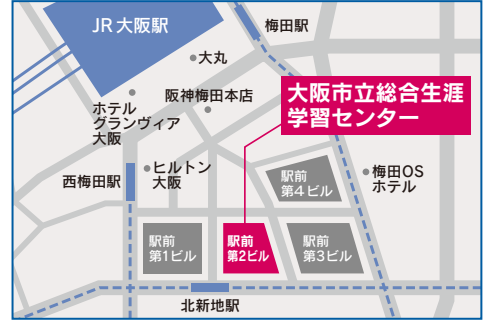 JR大阪駅
梅田駅
大丸
ホテル
グランヴィア
大阪
阪神梅田本店
大阪市立総合生涯
学習センター
西梅田駅
ヒルトン
大阪
駅前
第4ビル
梅田OS
ホテル
駅前
第1ビル
駅前
第2ビル
駅前
第3ビル
北新地駅